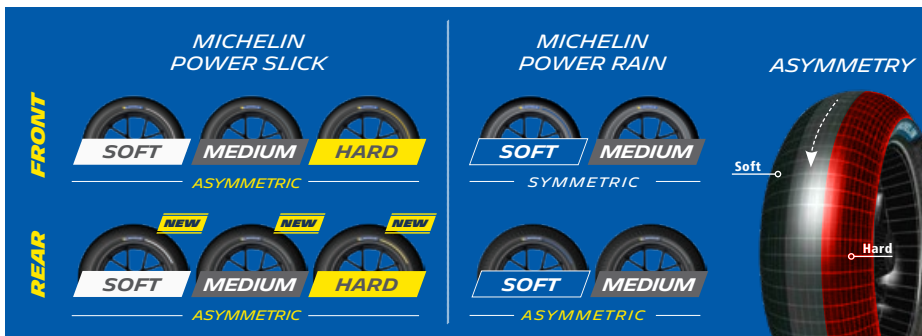 MICHELIN
POWER SLICK
MICHELIN
POWER RAIN
ASYMMETRY
FRONT
SOFT
MEDIUM
HARD
ASYMMETRIC
SOFT
MEDIUM
SYMMETRIC
REAR
NEW
NEW
NEW
SOFT
MEDIUM
HARD
ASYMMETRIC
SOFT
MEDIUM
ASYMMETRIC
Soft
Hard